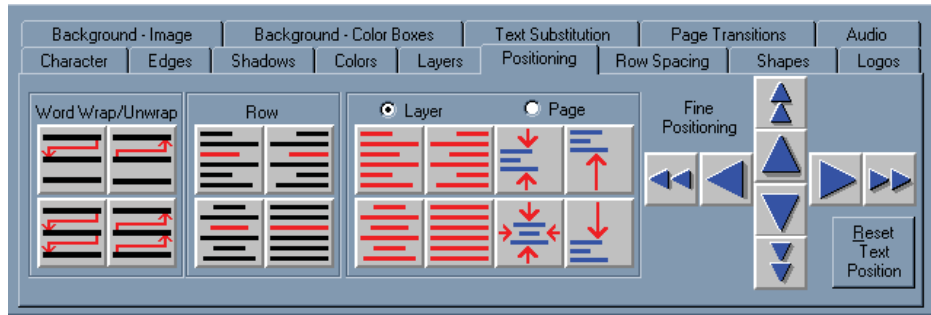 Background - Image Background - Color Boxes Text Substitution Page Transitions Audio
Character Edges Shadows Colors Layers Positioning Row Spacing Shapes Logos
Word Wrap/Unwrap Row Layer Page Fine
Positioning
Reset
Text
Position